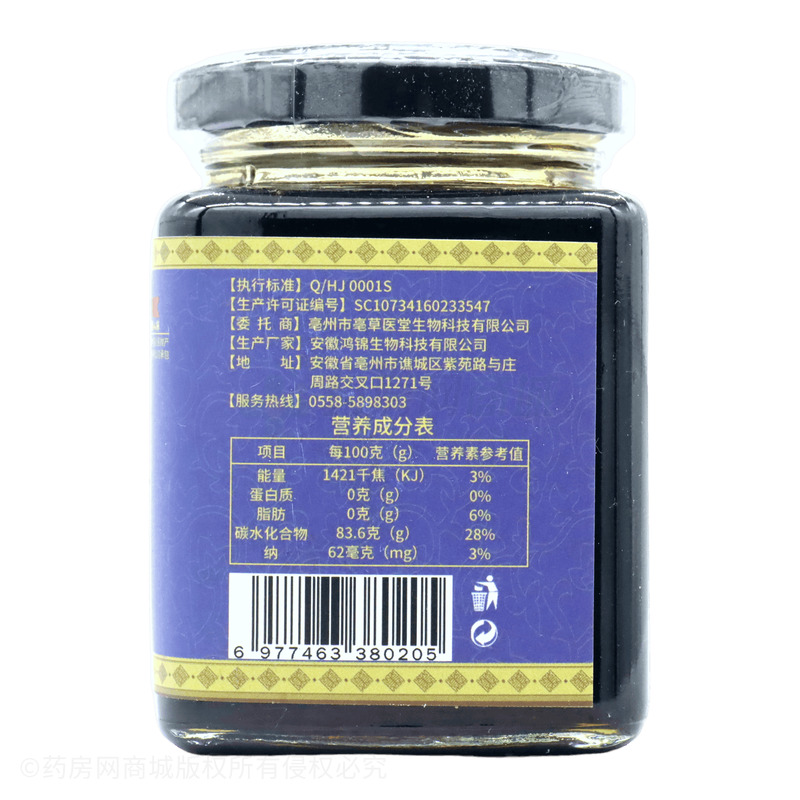 【执行标准】Q/HJ 0001S
【生产许可证编号】SC10734160233547
【委 托 商】亳州市亳草医堂生物科技有限公司
【生产厂家】安徽鸿锦生物科技有限公司
【地 址】安徽省亳州市谯城区紫苑路与庄
周路交叉口1271号
【服务热线】0558-5898303
营养成分表
项目 每100克（g） 营养素参考值
能量 1421千焦（KJ） 3%
蛋白质 0克（g） 0%
脂肪 0克（g） 6%
碳水化合物 83.6克（g） 28%
纳 62毫克（mg） 3%
6 977463 380205
©药房网商城版权所有侵权必究